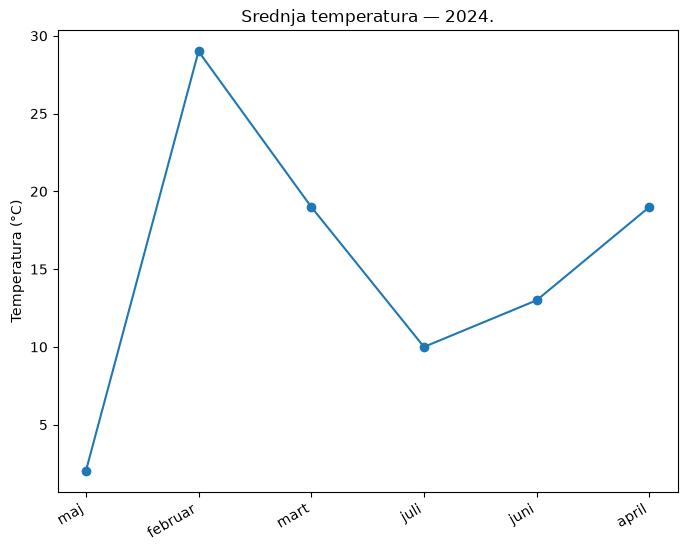 Srednja temperatura — 2024.
Temperatura (°C)
30
25
20
15
10
5
maj
februar
mart
juli
juni
april